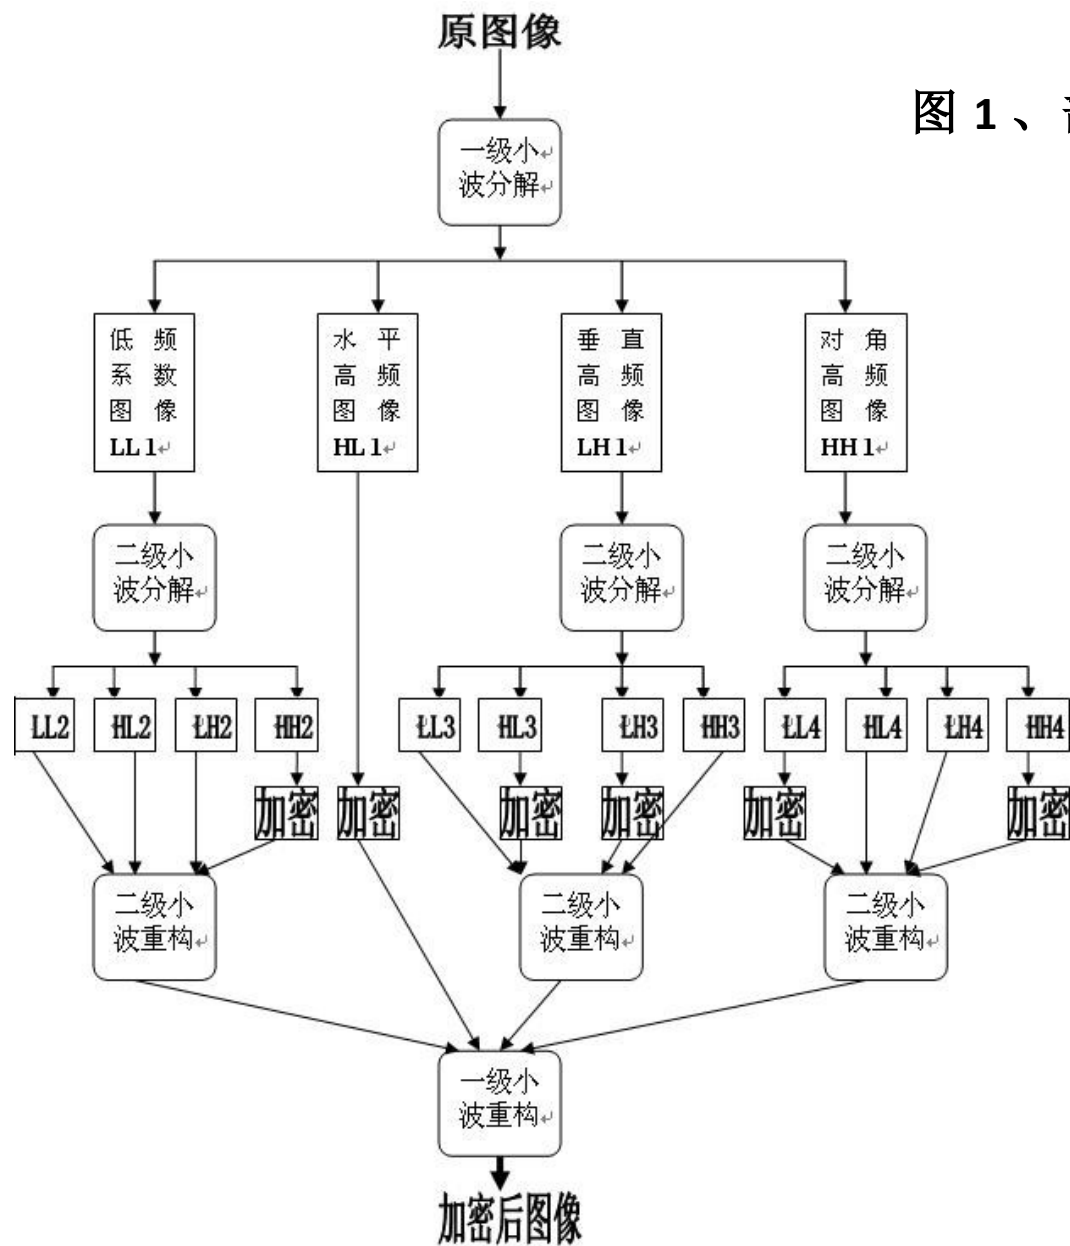 原图像
图 1 、
一级小
波分解
低 频
系 数
图 像
LL 1
水 平
高 频
图 像
HL 1
垂 直
高 频
图 像
LH 1
对 角
高 频
图 像
HH 1
二级小
波分解
二级小
波分解
二级小
波分解
LL2
HL2
LH2
HH2
LL3
HL3
LH3
HH3
LL4
HL4
LH4
HH4
加密
加密
加密
加密
加密
加密
二级小
波重构
二级小
波重构
二级小
波重构
一级小
波重构
加密后图像